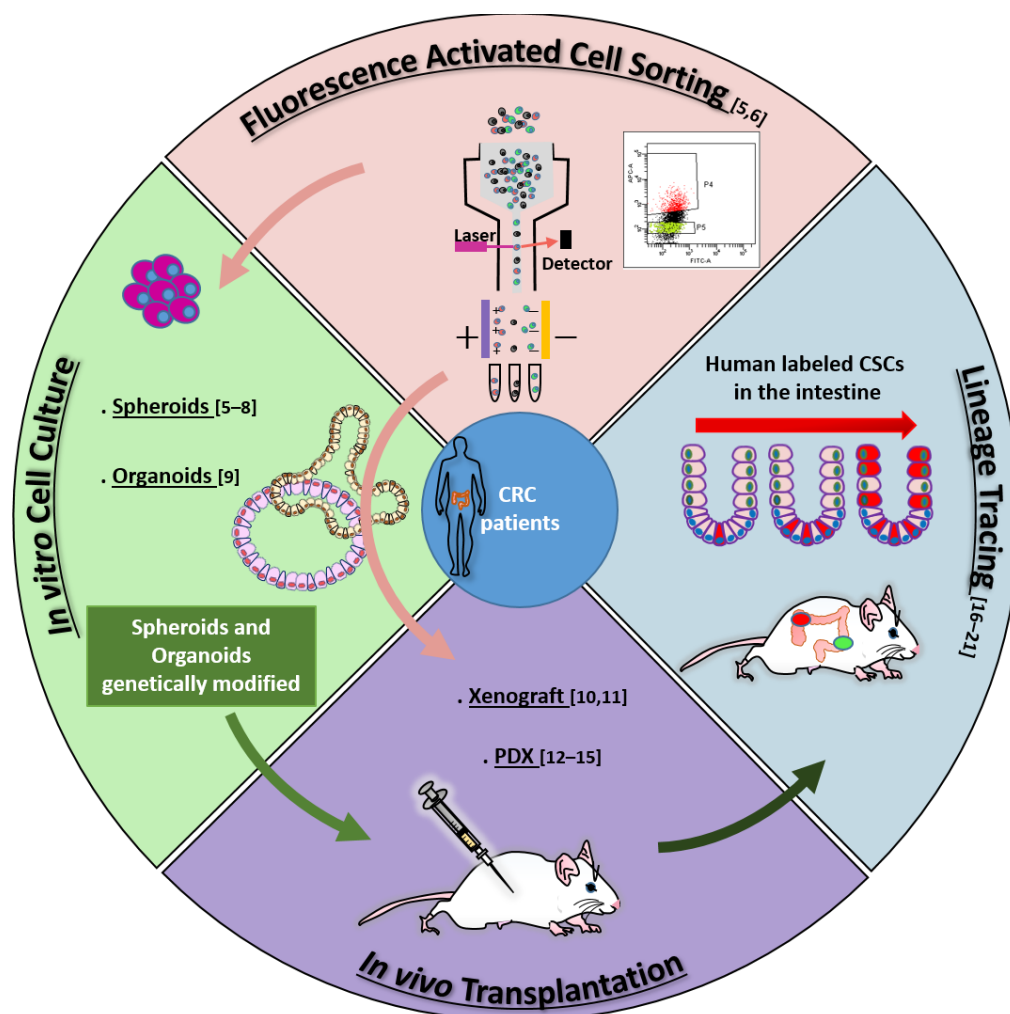 Fluorescence Activated Cell Sorting [5,6]
Laser
Detector
APC-A
P4
P5
FITC-A
+
−
In vitro Cell Culture
. Spheroids [5–8]
. Organoids [9]
Spheroids and
Organoid
genetically modified
CRC
patients
Human labeled CSCs
in the intestine
Lineage Tracing [16–21]
. Xenograft [10,11]
. PDX [12–15]
In vivo Transplantation